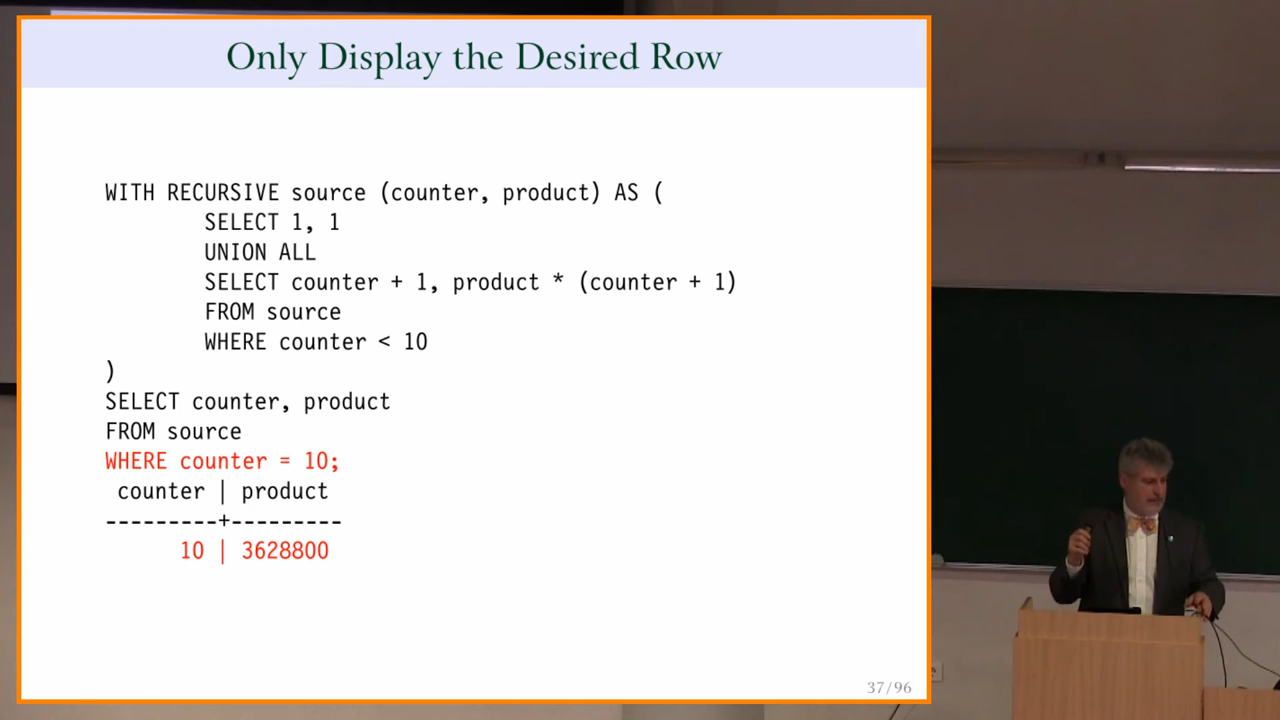 Only Display the Desired Row
WITH RECURSIVE source (counter, product) AS (
SELECT 1, 1
UNION ALL
SELECT counter + 1, product * (counter + 1)
FROM source
WHERE counter < 10
)
SELECT counter, product
FROM source
WHERE counter = 10;
counter | product
---------+---------
10 | 3628800
37/96